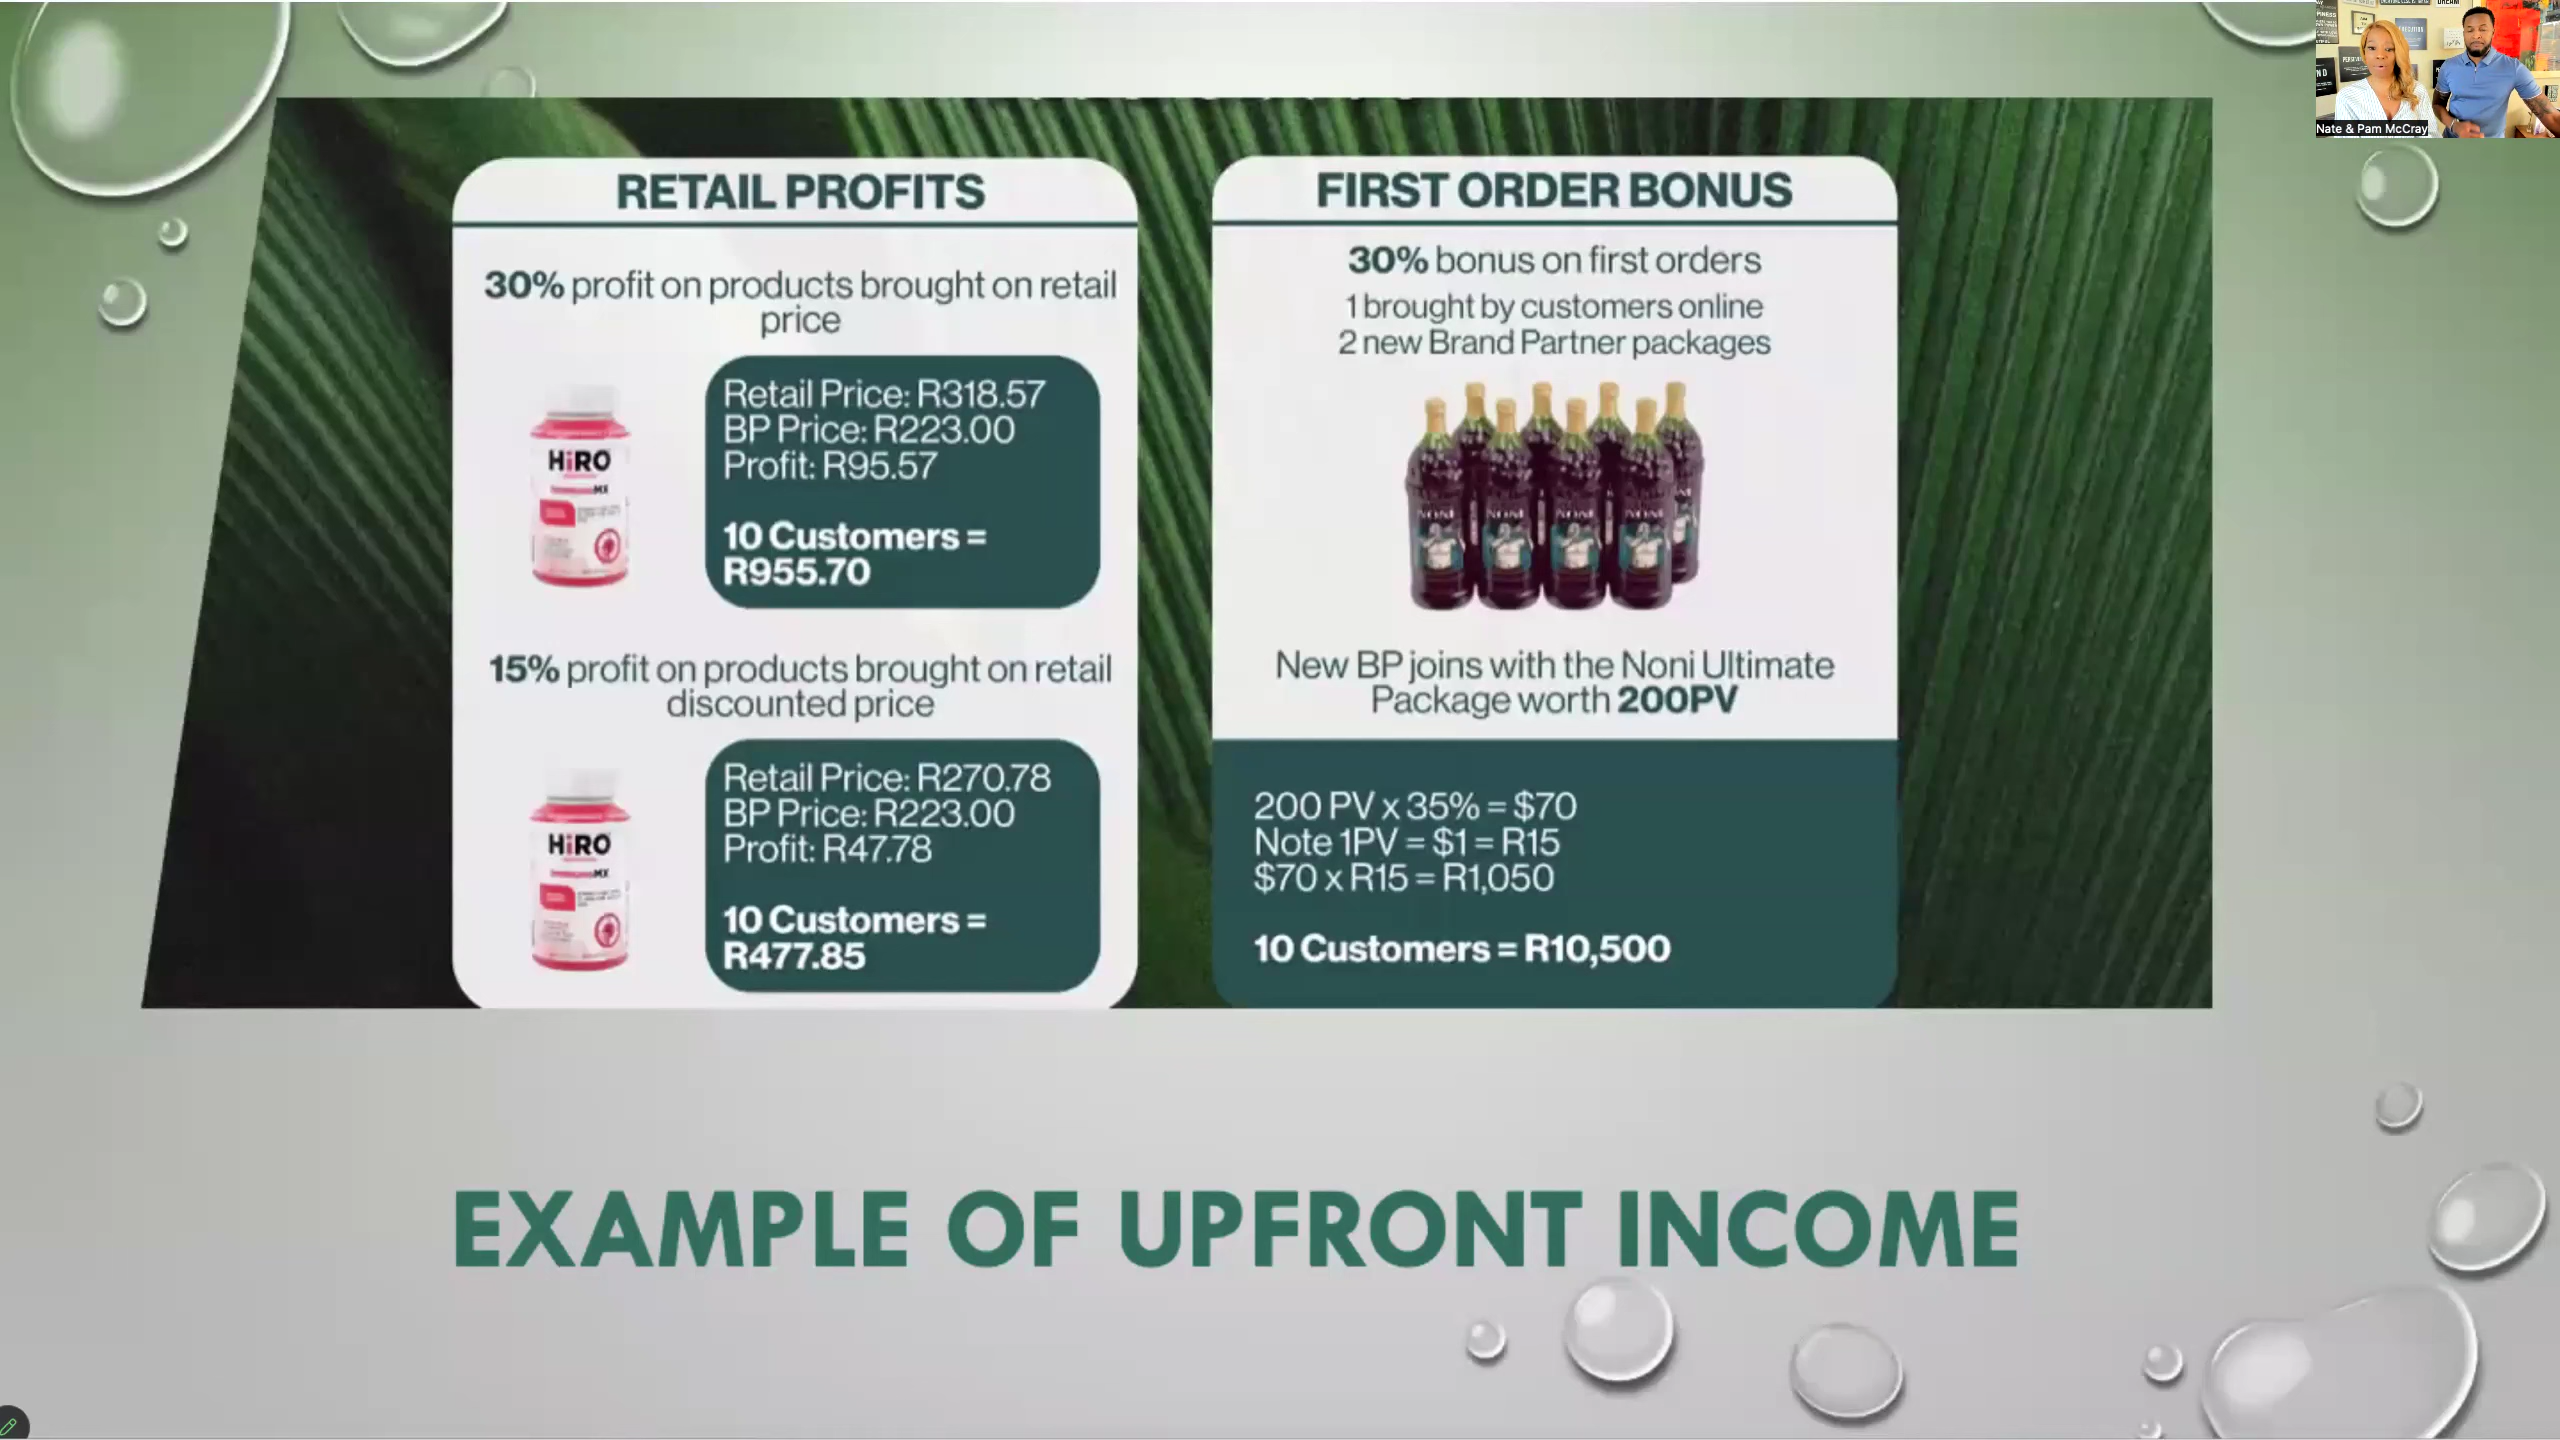 Nate & Pam McCray
RETAIL PROFITS
30% profit on products brought on retail
price
HiRO
Retail Price: R318.57
BP Price: R223.00
Profit: R95.57
10 Customers =
R955.70
15% profit on products brought on retail
discounted price
HiRO
Retail Price: R270.78
BP Price: R223.00
Profit: R47.78
10 Customers =
R477.85
FIRST ORDER BONUS
30% bonus on first orders
1 brought by customers online
2 new Brand Partner packages
NONI
NONI
NONI
NONI
New BP joins with the Noni Ultimate
Package worth 200PV
200 PV x 35% = $70
Note 1PV = $1 = R15
$70 x R15 = R1,050
10 Customers = R10,500
EXAMPLE OF UPFRONT INCOME